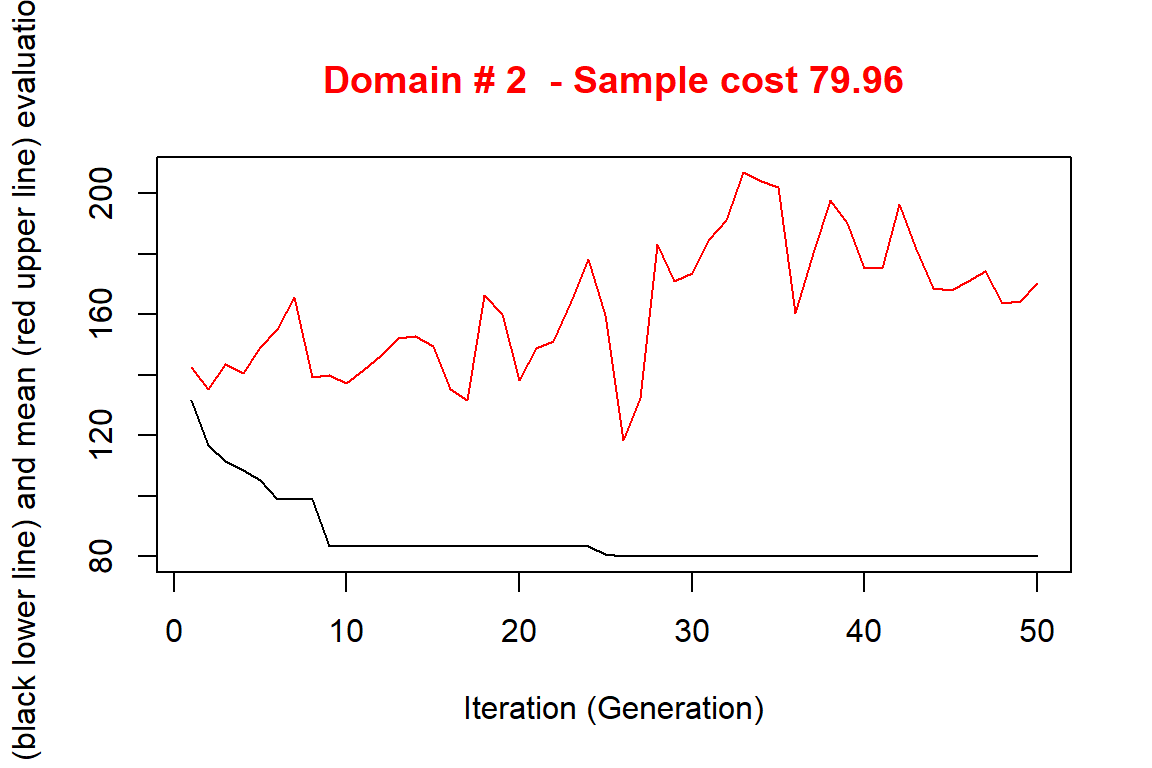 Domain # 2  - Sample cost 79.96
(black lower line) and mean (red upper line) evaluatio
200
160
120
80
0 10 20 30 40 50
Iteration (Generation)